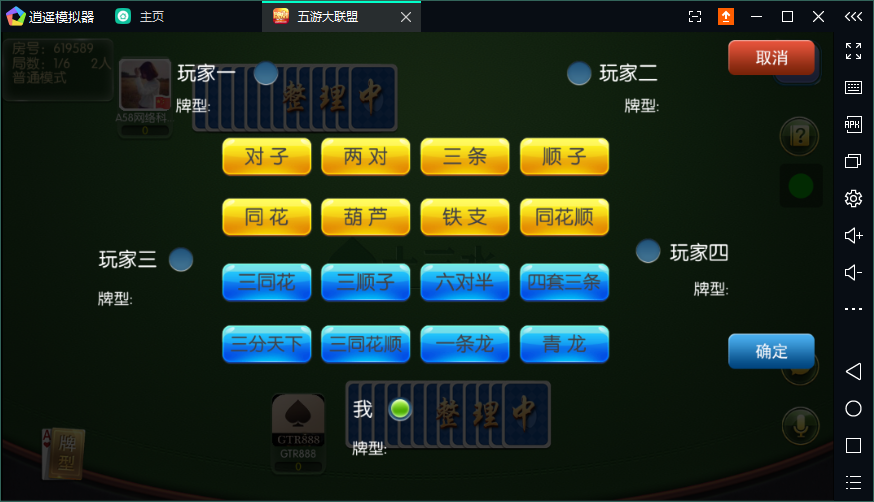 逍遥模拟器
主页
五游大联盟
房号: 619589
局数: 1/6 2人
普通模式
A58网络科...
0
整理中
玩家一
牌型:
玩家二
牌型:
取消
对子 两对 三条 顺子
同花 葫芦 铁支 同花顺
玩家三
牌型:
玩家四
牌型:
三同花 三顺子 六对半 四套三条
三分天下 三同花顺 一条龙 青龙
确定
我
牌型:
整理中
GTR888
GTR888
0
A
牌型
APK